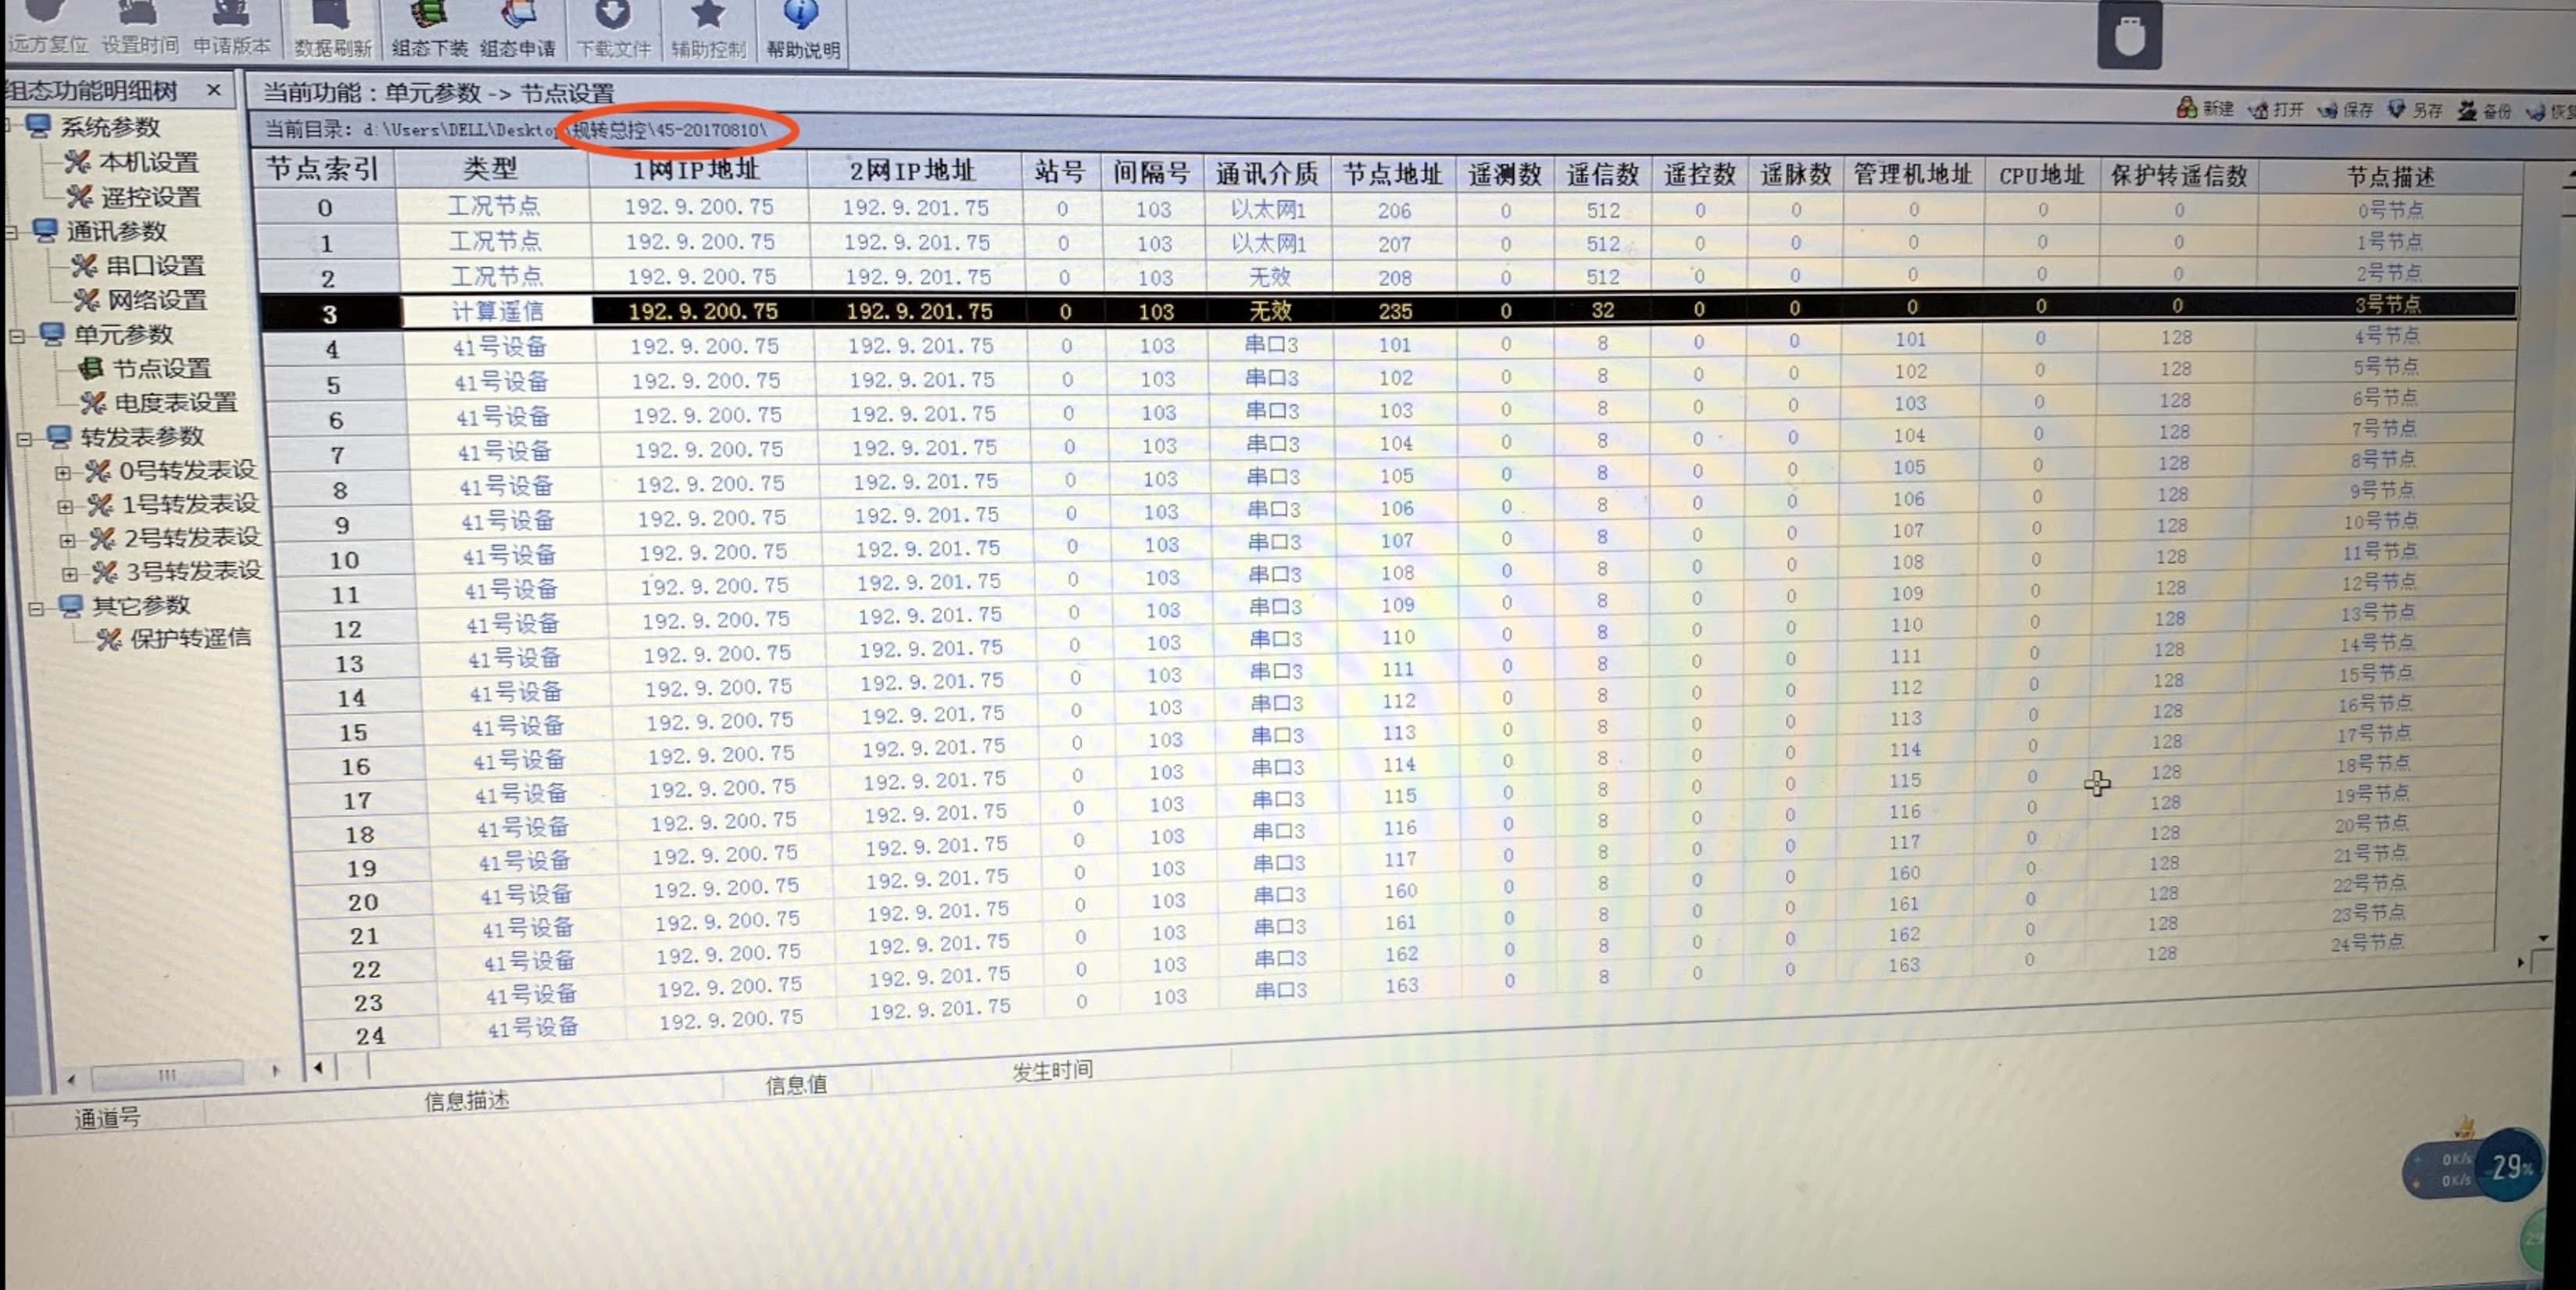 远方复位 设置时间 申请版本 数据刷新 组态下装 组态申请 下载文件 辅助控制 帮助说明
组态功能明细树 ×
当前功能：单元参数 -> 节点设置
新建 打开 保存 另存 备份
当前目录: d:\Users\DELL\Desktop\规转总控\45-20170810\
系统参数
本机设置
遥控设置
通讯参数
串口设置
网络设置
单元参数
节点设置
电度表设置
转发表参数
0号转发表设
1号转发表设
2号转发表设
3号转发表设
其它参数
保护转遥信
节点索引 类型 1网IP地址 2网IP地址 站号 间隔号 通讯介质 节点地址 遥测数 遥信数 遥控数 遥脉数 管理机地址 CPU地址 保护转遥信数 节点描述
0 工况节点 192.9.200.75 192.9.201.75 0 103 以太网1 206 0 512 0 0 0 0 0 0号节点
1 工况节点 192.9.200.75 192.9.201.75 0 103 以太网1 207 0 512 0 0 0 0 0 1号节点
2 工况节点 192.9.200.75 192.9.201.75 0 103 无效 208 0 512 0 0 0 0 0 2号节点
3 计算遥信 192.9.200.75 192.9.201.75 0 103 无效 235 0 32 0 0 0 0 0 3号节点
4 41号设备 192.9.200.75 192.9.201.75 0 103 串口3 101 0 8 0 0 101 0 128 4号节点
5 41号设备 192.9.200.75 192.9.201.75 0 103 串口3 102 0 8 0 0 102 0 128 5号节点
6 41号设备 192.9.200.75 192.9.201.75 0 103 串口3 103 0 8 0 0 103 0 128 6号节点
7 41号设备 192.9.200.75 192.9.201.75 0 103 串口3 104 0 8 0 0 104 0 128 7号节点
8 41号设备 192.9.200.75 192.9.201.75 0 103 串口3 105 0 8 0 0 105 0 128 8号节点
9 41号设备 192.9.200.75 192.9.201.75 0 103 串口3 106 0 8 0 0 106 0 128 9号节点
10 41号设备 192.9.200.75 192.9.201.75 0 103 串口3 107 0 8 0 0 107 0 128 10号节点
11 41号设备 192.9.200.75 192.9.201.75 0 103 串口3 108 0 8 0 0 108 0 128 11号节点
12 41号设备 192.9.200.75 192.9.201.75 0 103 串口3 109 0 8 0 0 109 0 128 12号节点
13 41号设备 192.9.200.75 192.9.201.75 0 103 串口3 110 0 8 0 0 110 0 128 13号节点
14 41号设备 192.9.200.75 192.9.201.75 0 103 串口3 111 0 8 0 0 111 0 128 14号节点
15 41号设备 192.9.200.75 192.9.201.75 0 103 串口3 112 0 8 0 0 112 0 128 15号节点
16 41号设备 192.9.200.75 192.9.201.75 0 103 串口3 113 0 8 0 0 113 0 128 16号节点
17 41号设备 192.9.200.75 192.9.201.75 0 103 串口3 114 0 8 0 0 114 0 128 17号节点
18 41号设备 192.9.200.75 192.9.201.75 0 103 串口3 115 0 8 0 0 115 0 128 18号节点
19 41号设备 192.9.200.75 192.9.201.75 0 103 串口3 116 0 8 0 0 116 0 128 19号节点
20 41号设备 192.9.200.75 192.9.201.75 0 103 串口3 117 0 8 0 0 117 0 128 20号节点
21 41号设备 192.9.200.75 192.9.201.75 0 103 串口3 160 0 8 0 0 160 0 128 21号节点
22 41号设备 192.9.200.75 192.9.201.75 0 103 串口3 161 0 8 0 0 161 0 128 22号节点
23 41号设备 192.9.200.75 192.9.201.75 0 103 串口3 162 0 8 0 0 162 0 128 23号节点
24 41号设备 192.9.200.75 192.9.201.75 0 103 串口3 163 0 8 0 0 163 0 128 24号节点
通道号 信息描述 信息值 发生时间
0K/s
0K/s
29%